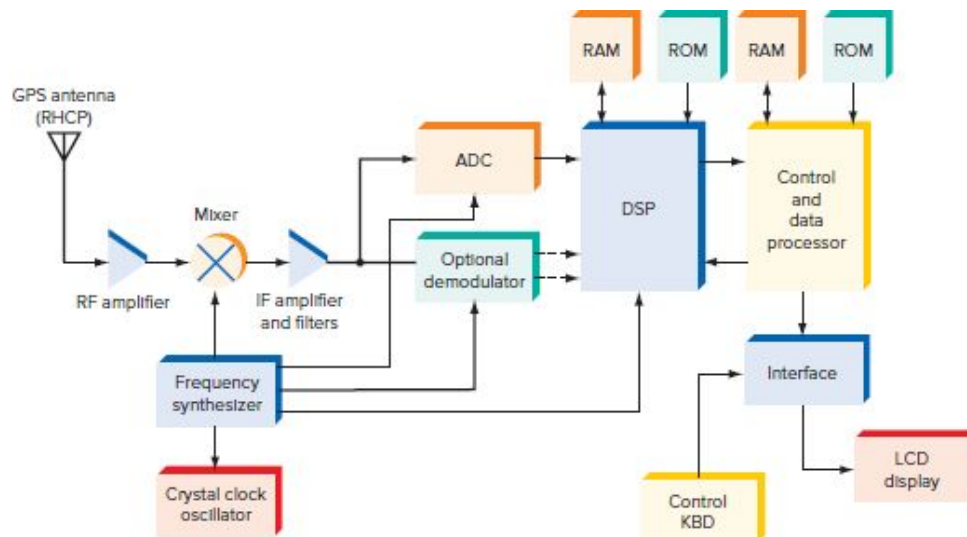 RAM
ROM
RAM
ROM
GPS antenna
(RHCP)
ADC
DSP
Control
and
data
processor
Mixer
RF amplifier
IF amplifier
and filters
Optional
demodulator
Frequency
synthesizer
Interface
Crystal clock
oscillator
Control
KBD
LCD
display